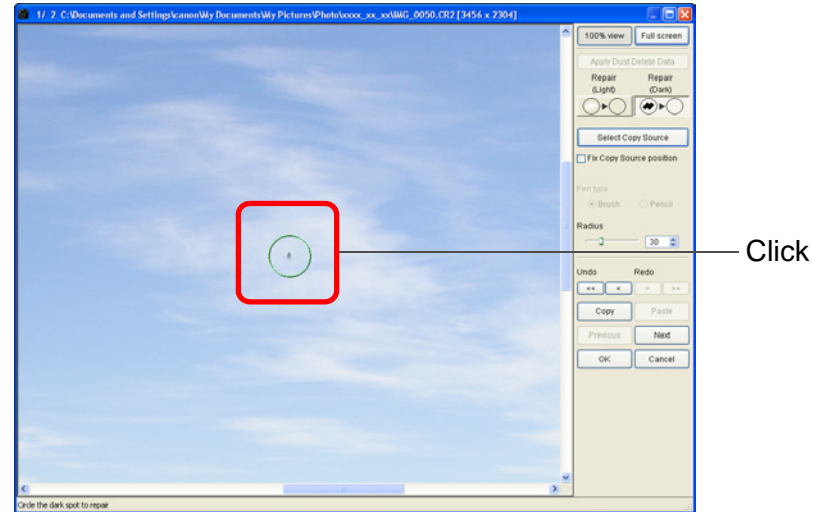 1/ 2 C:\Documents and Settings\canon\My Documents\My Pictures\Photo\xxxx_xx_xx\IMG_0050.CR2 [3456 x 2304]
100% view Full screen
Apply Dust Delete Data
Repair (Light) Repair (Dark)
Select Copy Source
Fix Copy Source position
Pen type
Brush Pencil
Radius
30
Click
Undo Redo
<< < > >>
Copy Paste
Previous Next
OK Cancel
Circle the dark spot to repair